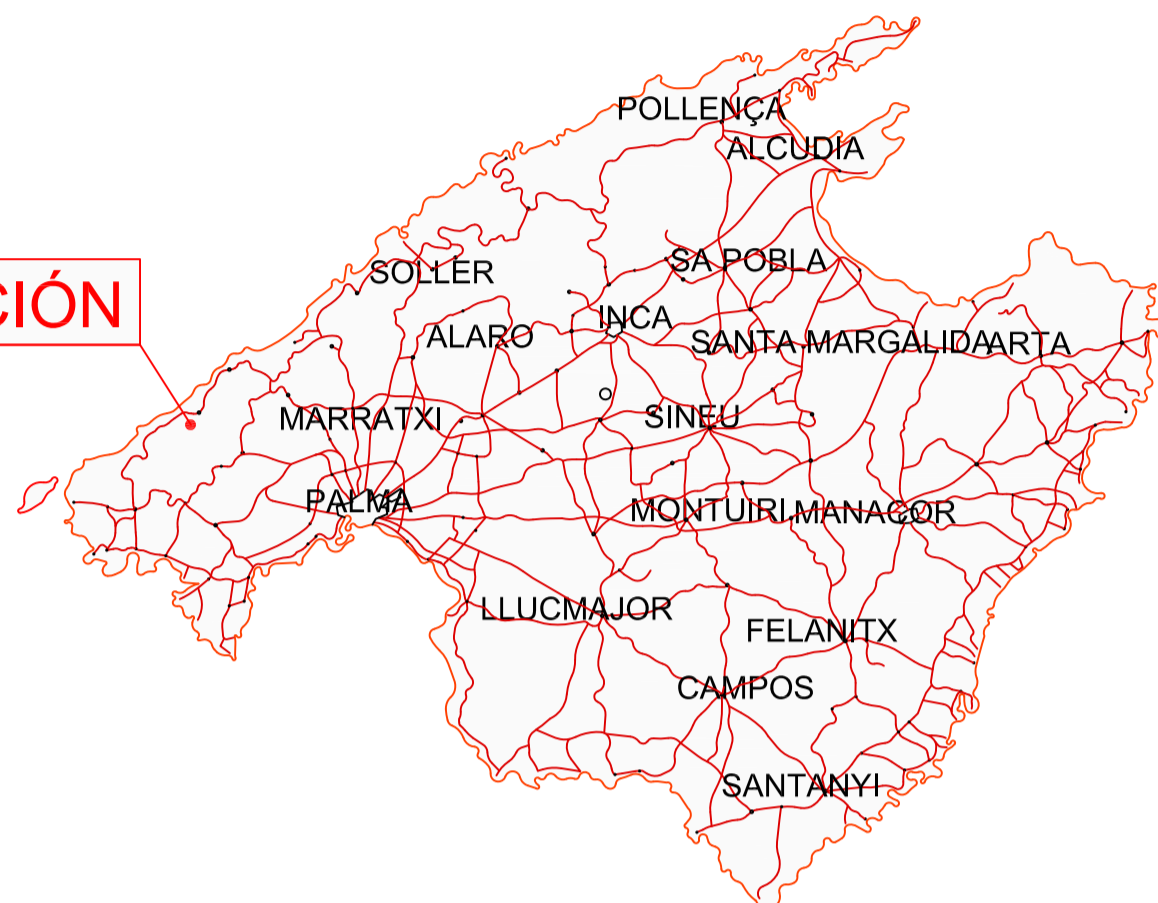 POLLENÇA
ALCUDIA
SOLLER
SA POBLA
CIÓN
INCA
ALARO
SANTA MARGALIDA
ARTA
MARRATXI
SINEU
PALMA
MONTUIRI
MANACOR
LLUCMAJOR
FELANITX
CAMPOS
SANTANYI